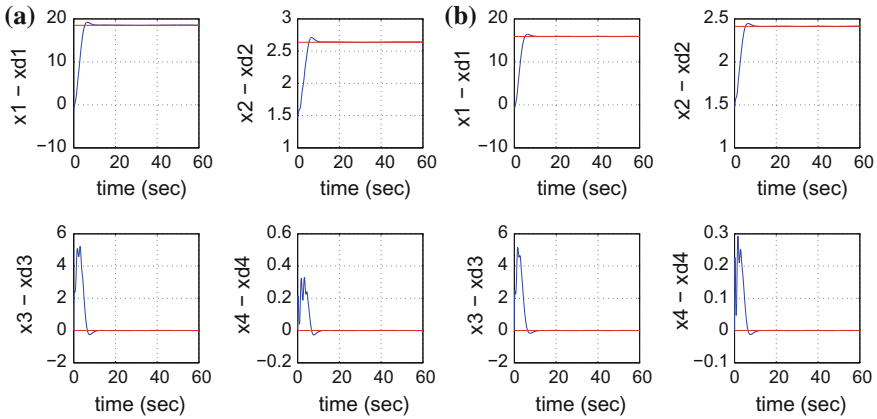 (a)
x1 − xd1
20
10
0
−10
0 20 40 60
time (sec)
x2 − xd2
3
2.5
2
1.5
1
0 20 40 60
time (sec)
x3 − xd3
6
4
2
0
−2
0 20 40 60
time (sec)
x4 − xd4
0.6
0.4
0.2
0
−0.2
0 20 40 60
time (sec)
(b)
x1 − xd1
20
10
0
−10
0 20 40 60
time (sec)
x2 − xd2
2.5
2
1.5
1
0 20 40 60
time (sec)
x3 − xd3
6
4
2
0
−2
0 20 40 60
time (sec)
x4 − xd4
0.3
0.2
0.1
0
−0.1
0 20 40 60
time (sec)